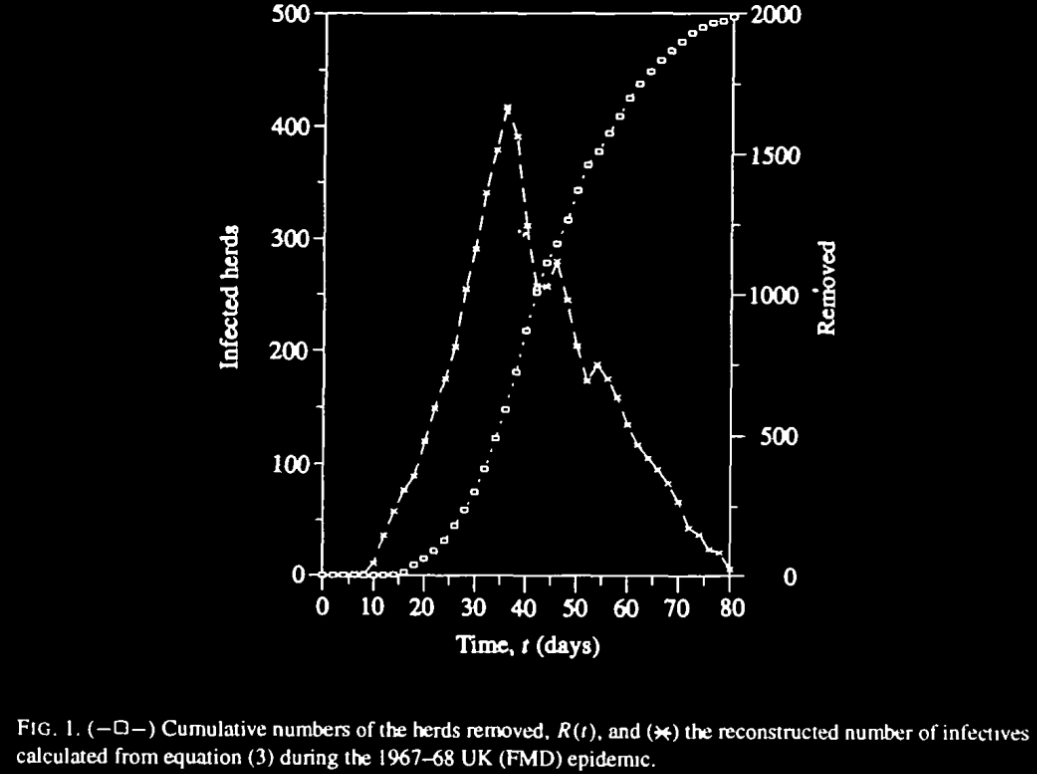 500
400
300
200
100
0
Infected herds
2000
1500
1000
500
0
Removed
0 10 20 30 40 50 60 70 80
Time, t (days)
FIG. 1. (–□–) Cumulative numbers of the herds removed, R(t), and (✶) the reconstructed number of infectives
calculated from equation (3) during the 1967–68 UK (FMD) epidemic.